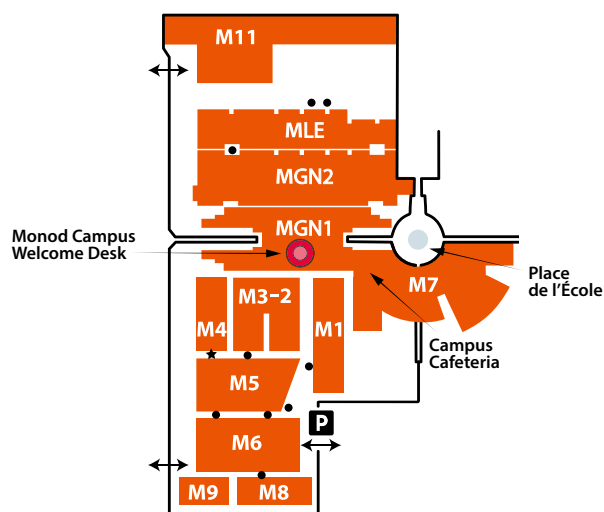 M11
MLE
MGN2
MGN1
Monod Campus
Welcome Desk
Place
de l'École
M7
M3-2
M4
M1
Campus
Cafeteria
M5
P
M6
M9
M8